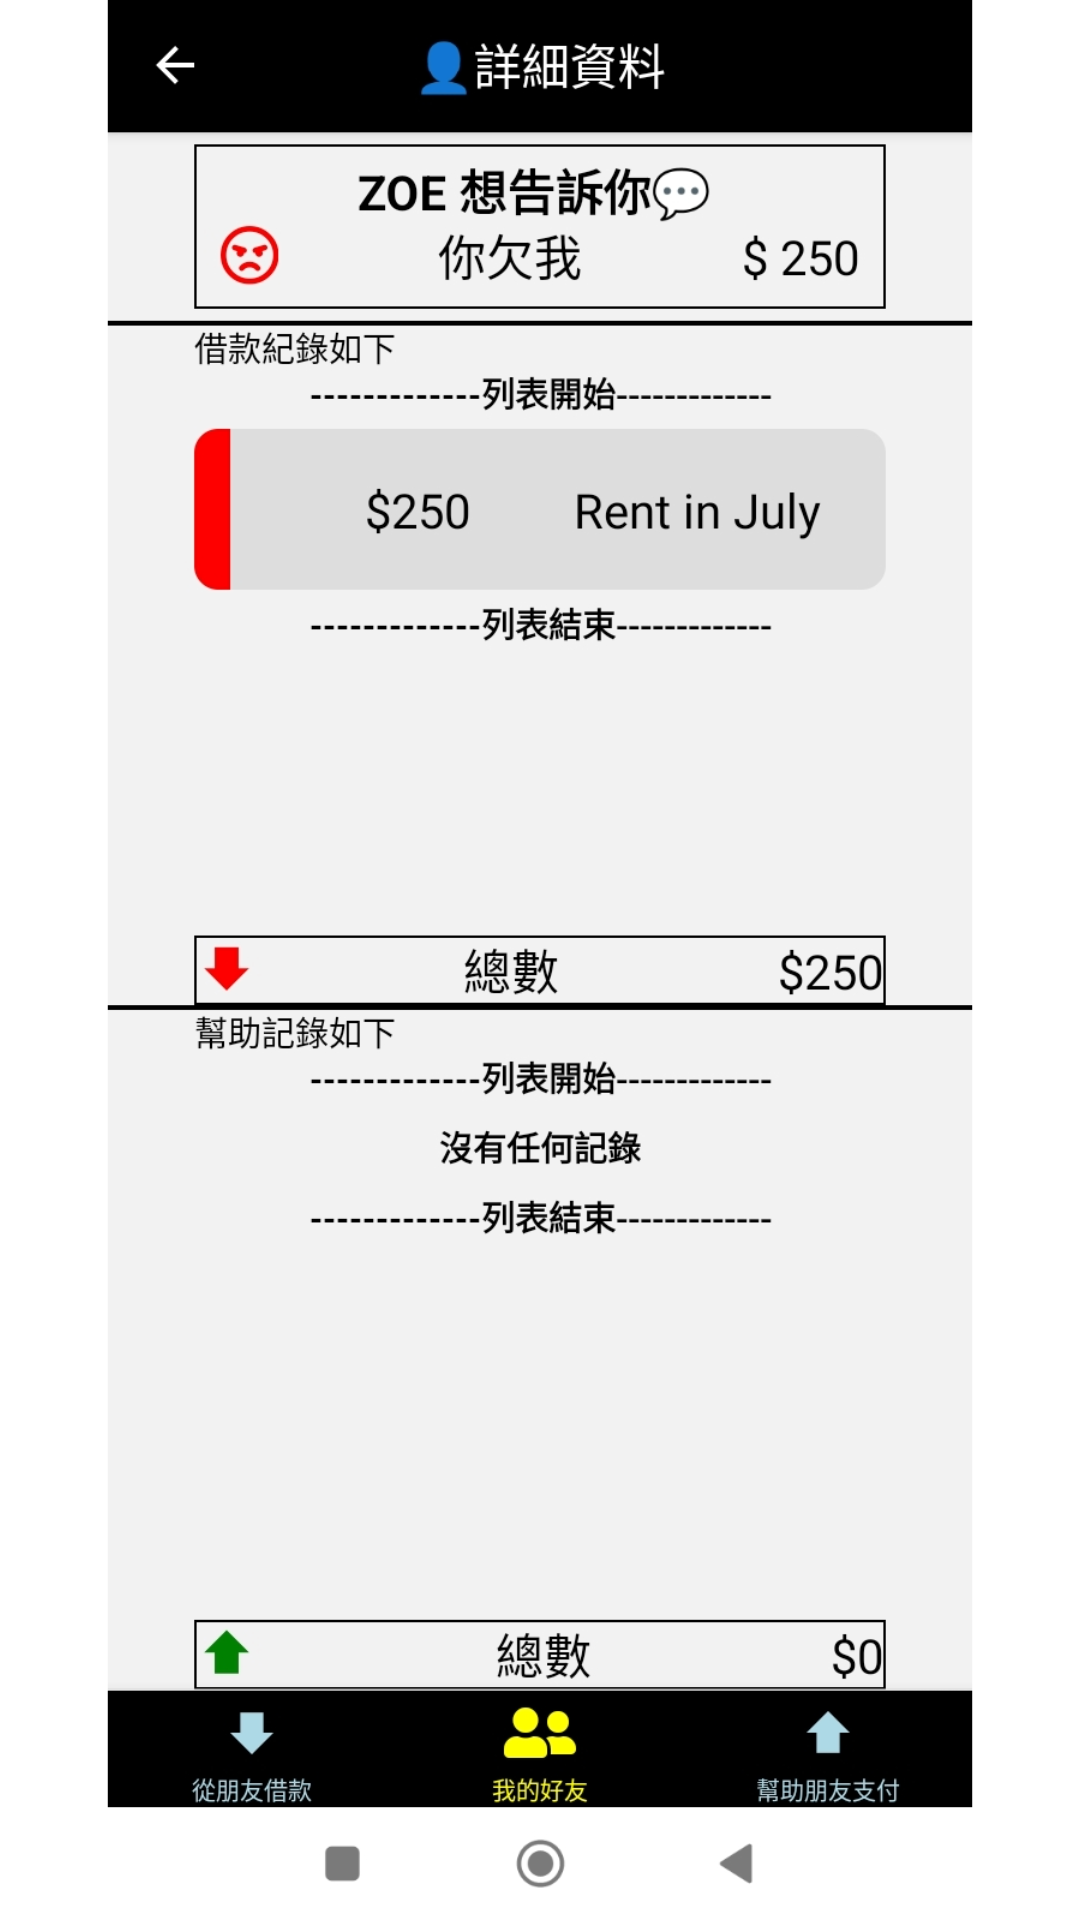 👤詳細資料
ZOE 想告訴你💬
你欠我 $ 250
借款紀錄如下
-------------列表開始-------------
$250 Rent in July
-------------列表結束-------------
總數 $250
幫助記錄如下
-------------列表開始-------------
沒有任何記錄
-------------列表結束-------------
總數 $0
從朋友借款 我的好友 幫助朋友支付